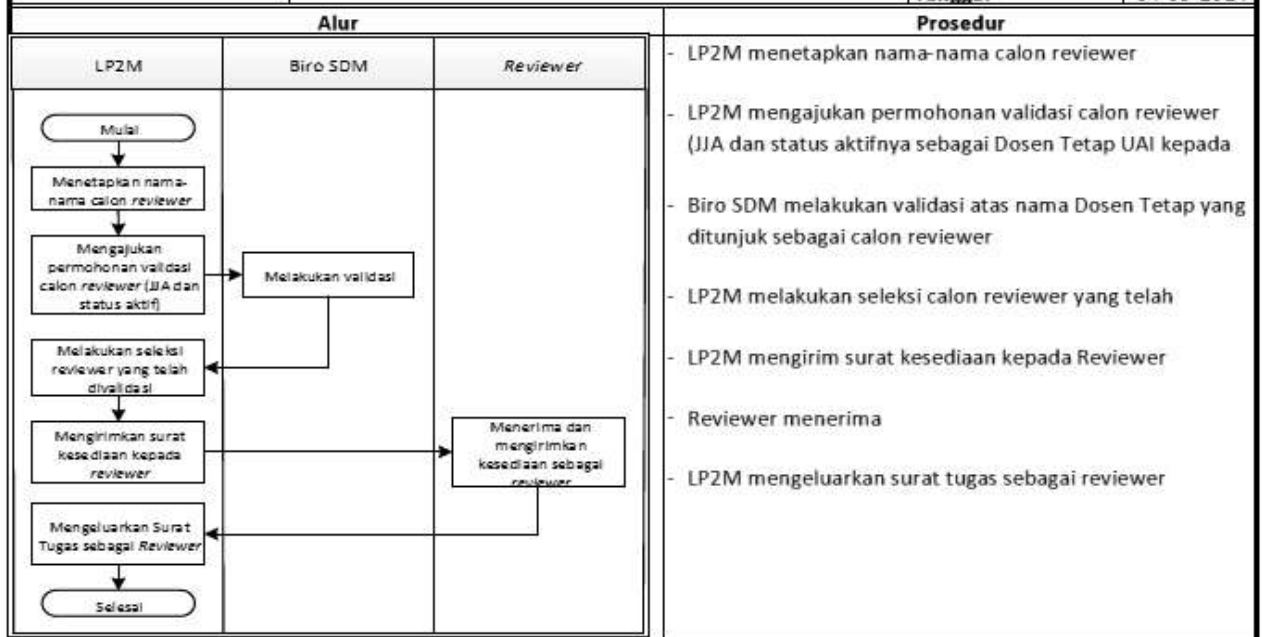 Alur
Prosedur
LP2M
Biro SDM
Reviewer
Mulai
Menetapkan nama-
nama calon reviewer
Mengajukan
permohonan validasi
calon reviewer (JJA dan
status aktif)
Melakukan validasi
Melakukan seleksi
reviewer yang telah
divalidasi
Mengirimkan surat
kesediaan kepada
reviewer
Menerima dan
mengirimkan
kesediaan sebagai
reviewer
Mengeluarkan Surat
Tugas sebagai Reviewer
Selesai
- LP2M menetapkan nama-nama calon reviewer
- LP2M mengajukan permohonan validasi calon reviewer
(JJA dan status aktifnya sebagai Dosen Tetap UAI kepada
- Biro SDM melakukan validasi atas nama Dosen Tetap yang
ditunjuk sebagai calon reviewer
- LP2M melakukan seleksi calon reviewer yang telah
- LP2M mengirim surat kesediaan kepada Reviewer
- Reviewer menerima
- LP2M mengeluarkan surat tugas sebagai reviewer